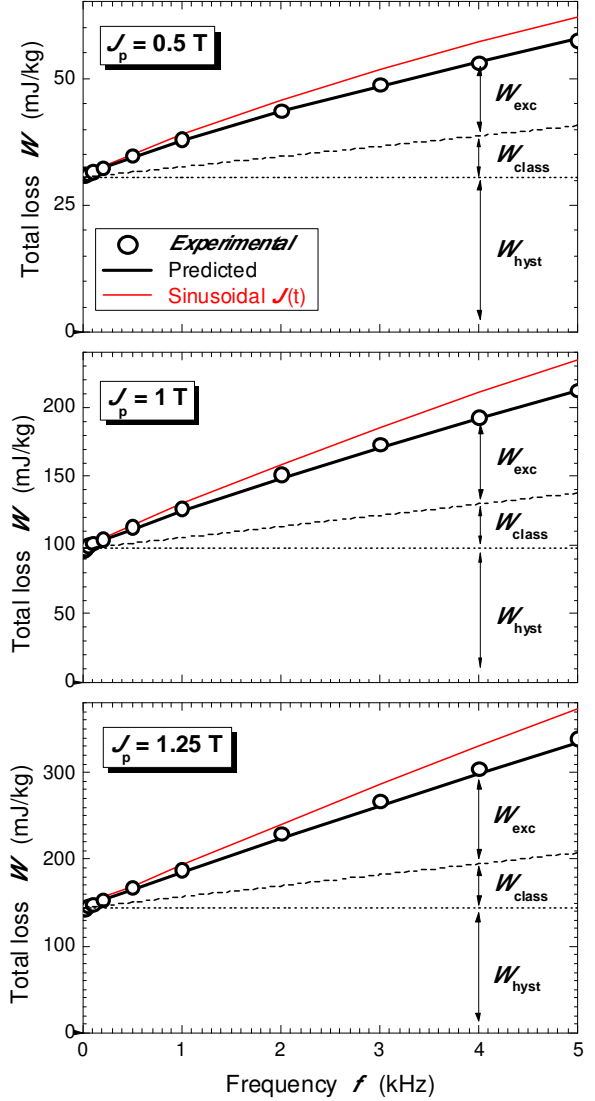 J_p = 0.5 T
50
25
0
Total loss W (mJ/kg)
W_exc
W_class
W_hyst
Experimental
Predicted
Sinusoidal J(t)
J_p = 1 T
200
150
100
50
0
Total loss W (mJ/kg)
W_exc
W_class
W_hyst
J_p = 1.25 T
300
200
100
0
Total loss W (mJ/kg)
W_exc
W_class
W_hyst
0 1 2 3 4 5
Frequency f (kHz)